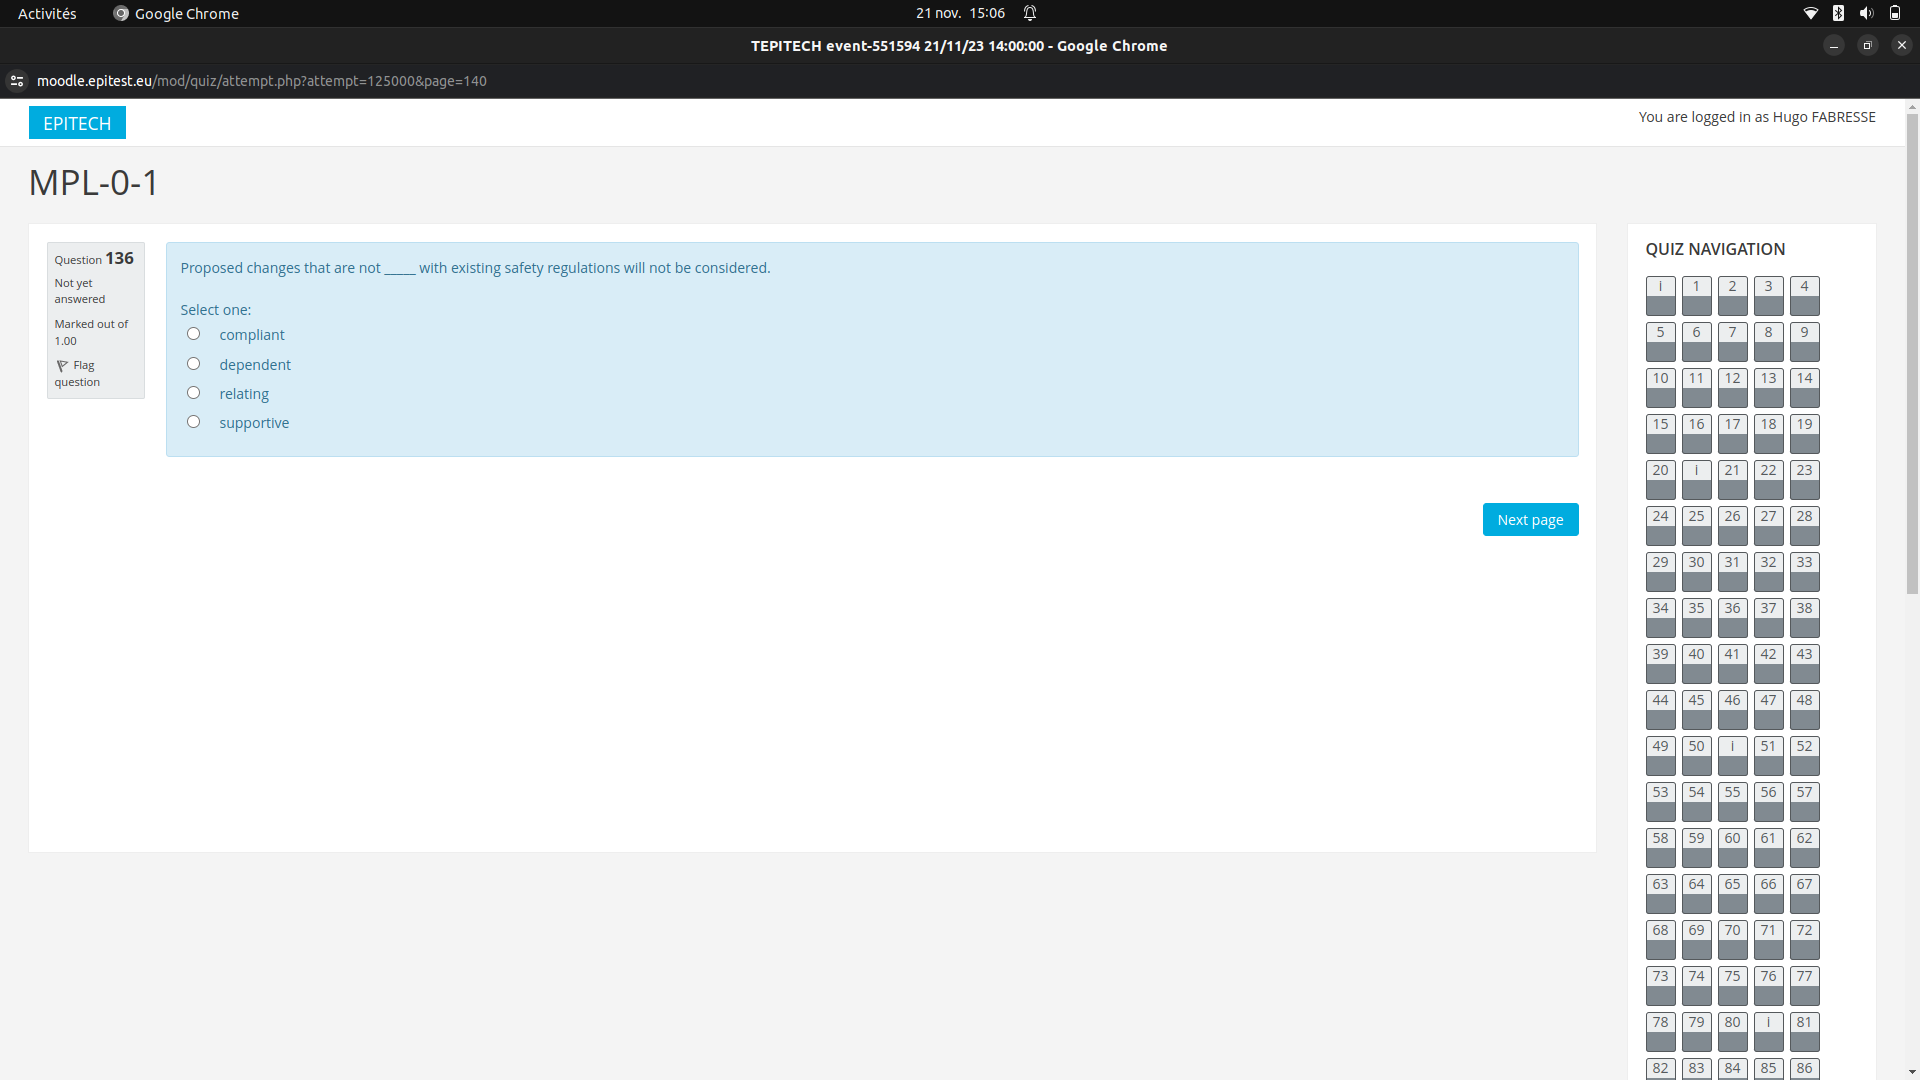 Activités
Google Chrome
21 nov. 15:06
TEPITECH event-551594 21/11/23 14:00:00 - Google Chrome
moodle.epitest.eu/mod/quiz/attempt.php?attempt=125000&page=140
EPITECH
You are logged in as Hugo FABRESSE
MPL-0-1
Question 136
Not yet
answered
Marked out of
1.00
Flag
question
Proposed changes that are not _____ with existing safety regulations will not be considered.
Select one:
compliant
dependent
relating
supportive
Next page
QUIZ NAVIGATION
i 1 2 3 4
5 6 7 8 9
10 11 12 13 14
15 16 17 18 19
20 i 21 22 23
24 25 26 27 28
29 30 31 32 33
34 35 36 37 38
39 40 41 42 43
44 45 46 47 48
49 50 i 51 52
53 54 55 56 57
58 59 60 61 62
63 64 65 66 67
68 69 70 71 72
73 74 75 76 77
78 79 80 i 81
82 83 84 85 86